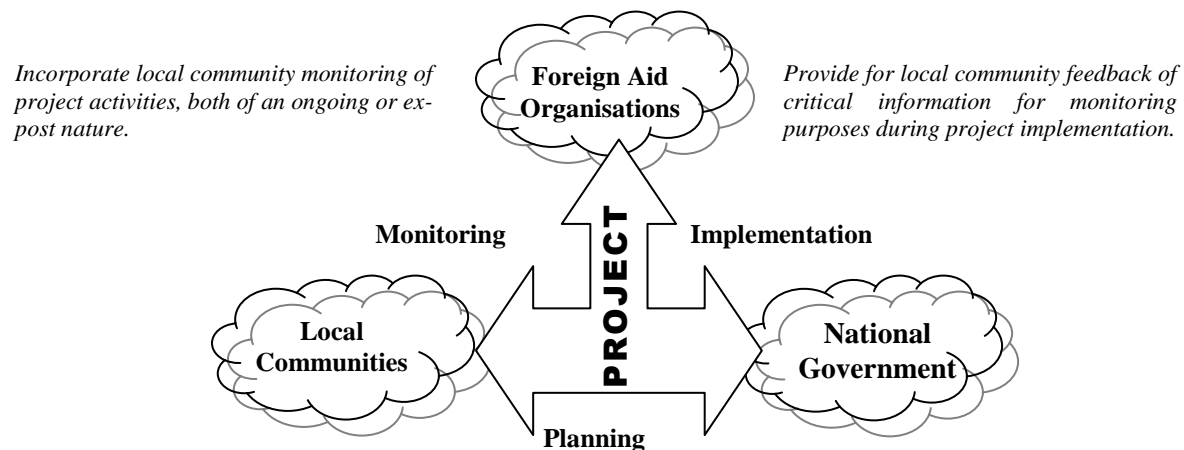 Incorporate local community monitoring of
project activities, both of an ongoing or ex-
post nature.
Foreign Aid
Organisations
Provide for local community feedback of
critical information for monitoring
purposes during project implementation.
Monitoring
Implementation
PROJECT
Local
Communities
National
Government
Planning